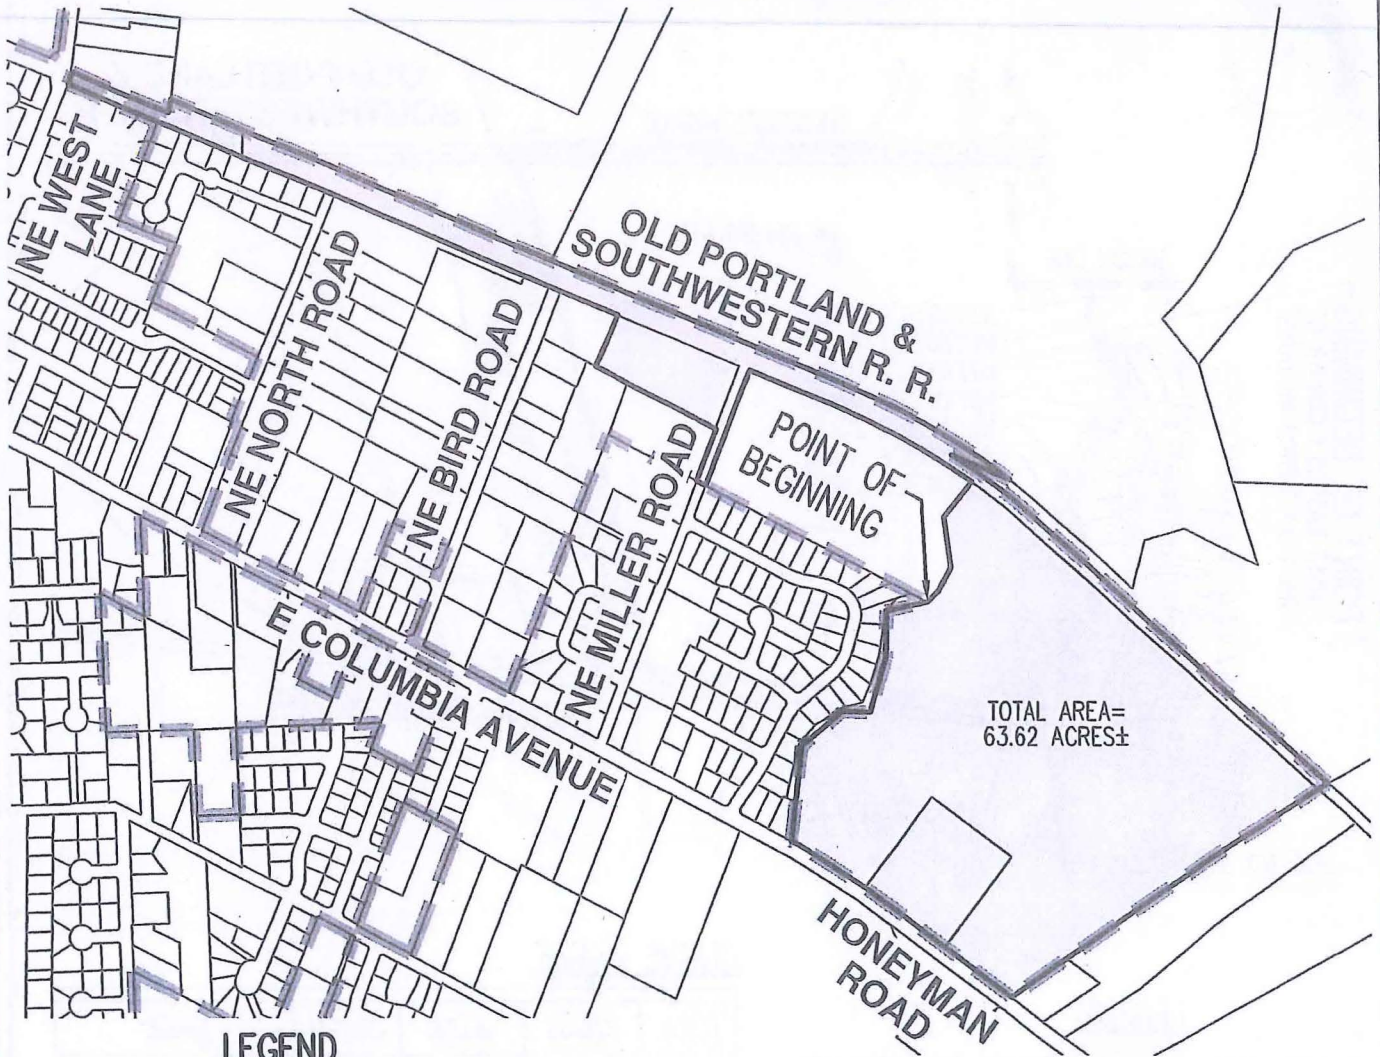 NE WEST
LANE
OLD PORTLAND &
SOUTHWESTERN R. R.
NE NORTH ROAD
NE BIRD ROAD
POINT OF
BEGINNING
NE MILLER ROAD
E COLUMBIA AVENUE
TOTAL AREA=
63.62 ACRES±
HONEYMAN
ROAD
LEGEND